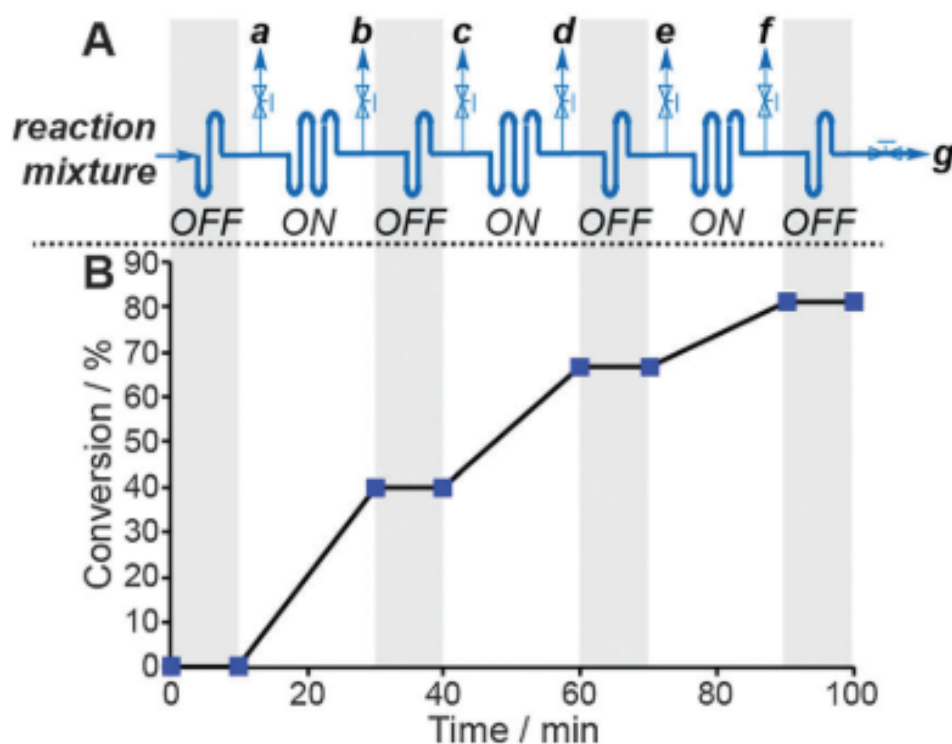 A
a b c d e f
reaction
mixture
g
OFF ON OFF ON OFF ON OFF
B
Conversion / %
90
80
70
60
50
40
30
20
10
0
0 20 40 60 80 100
Time / min